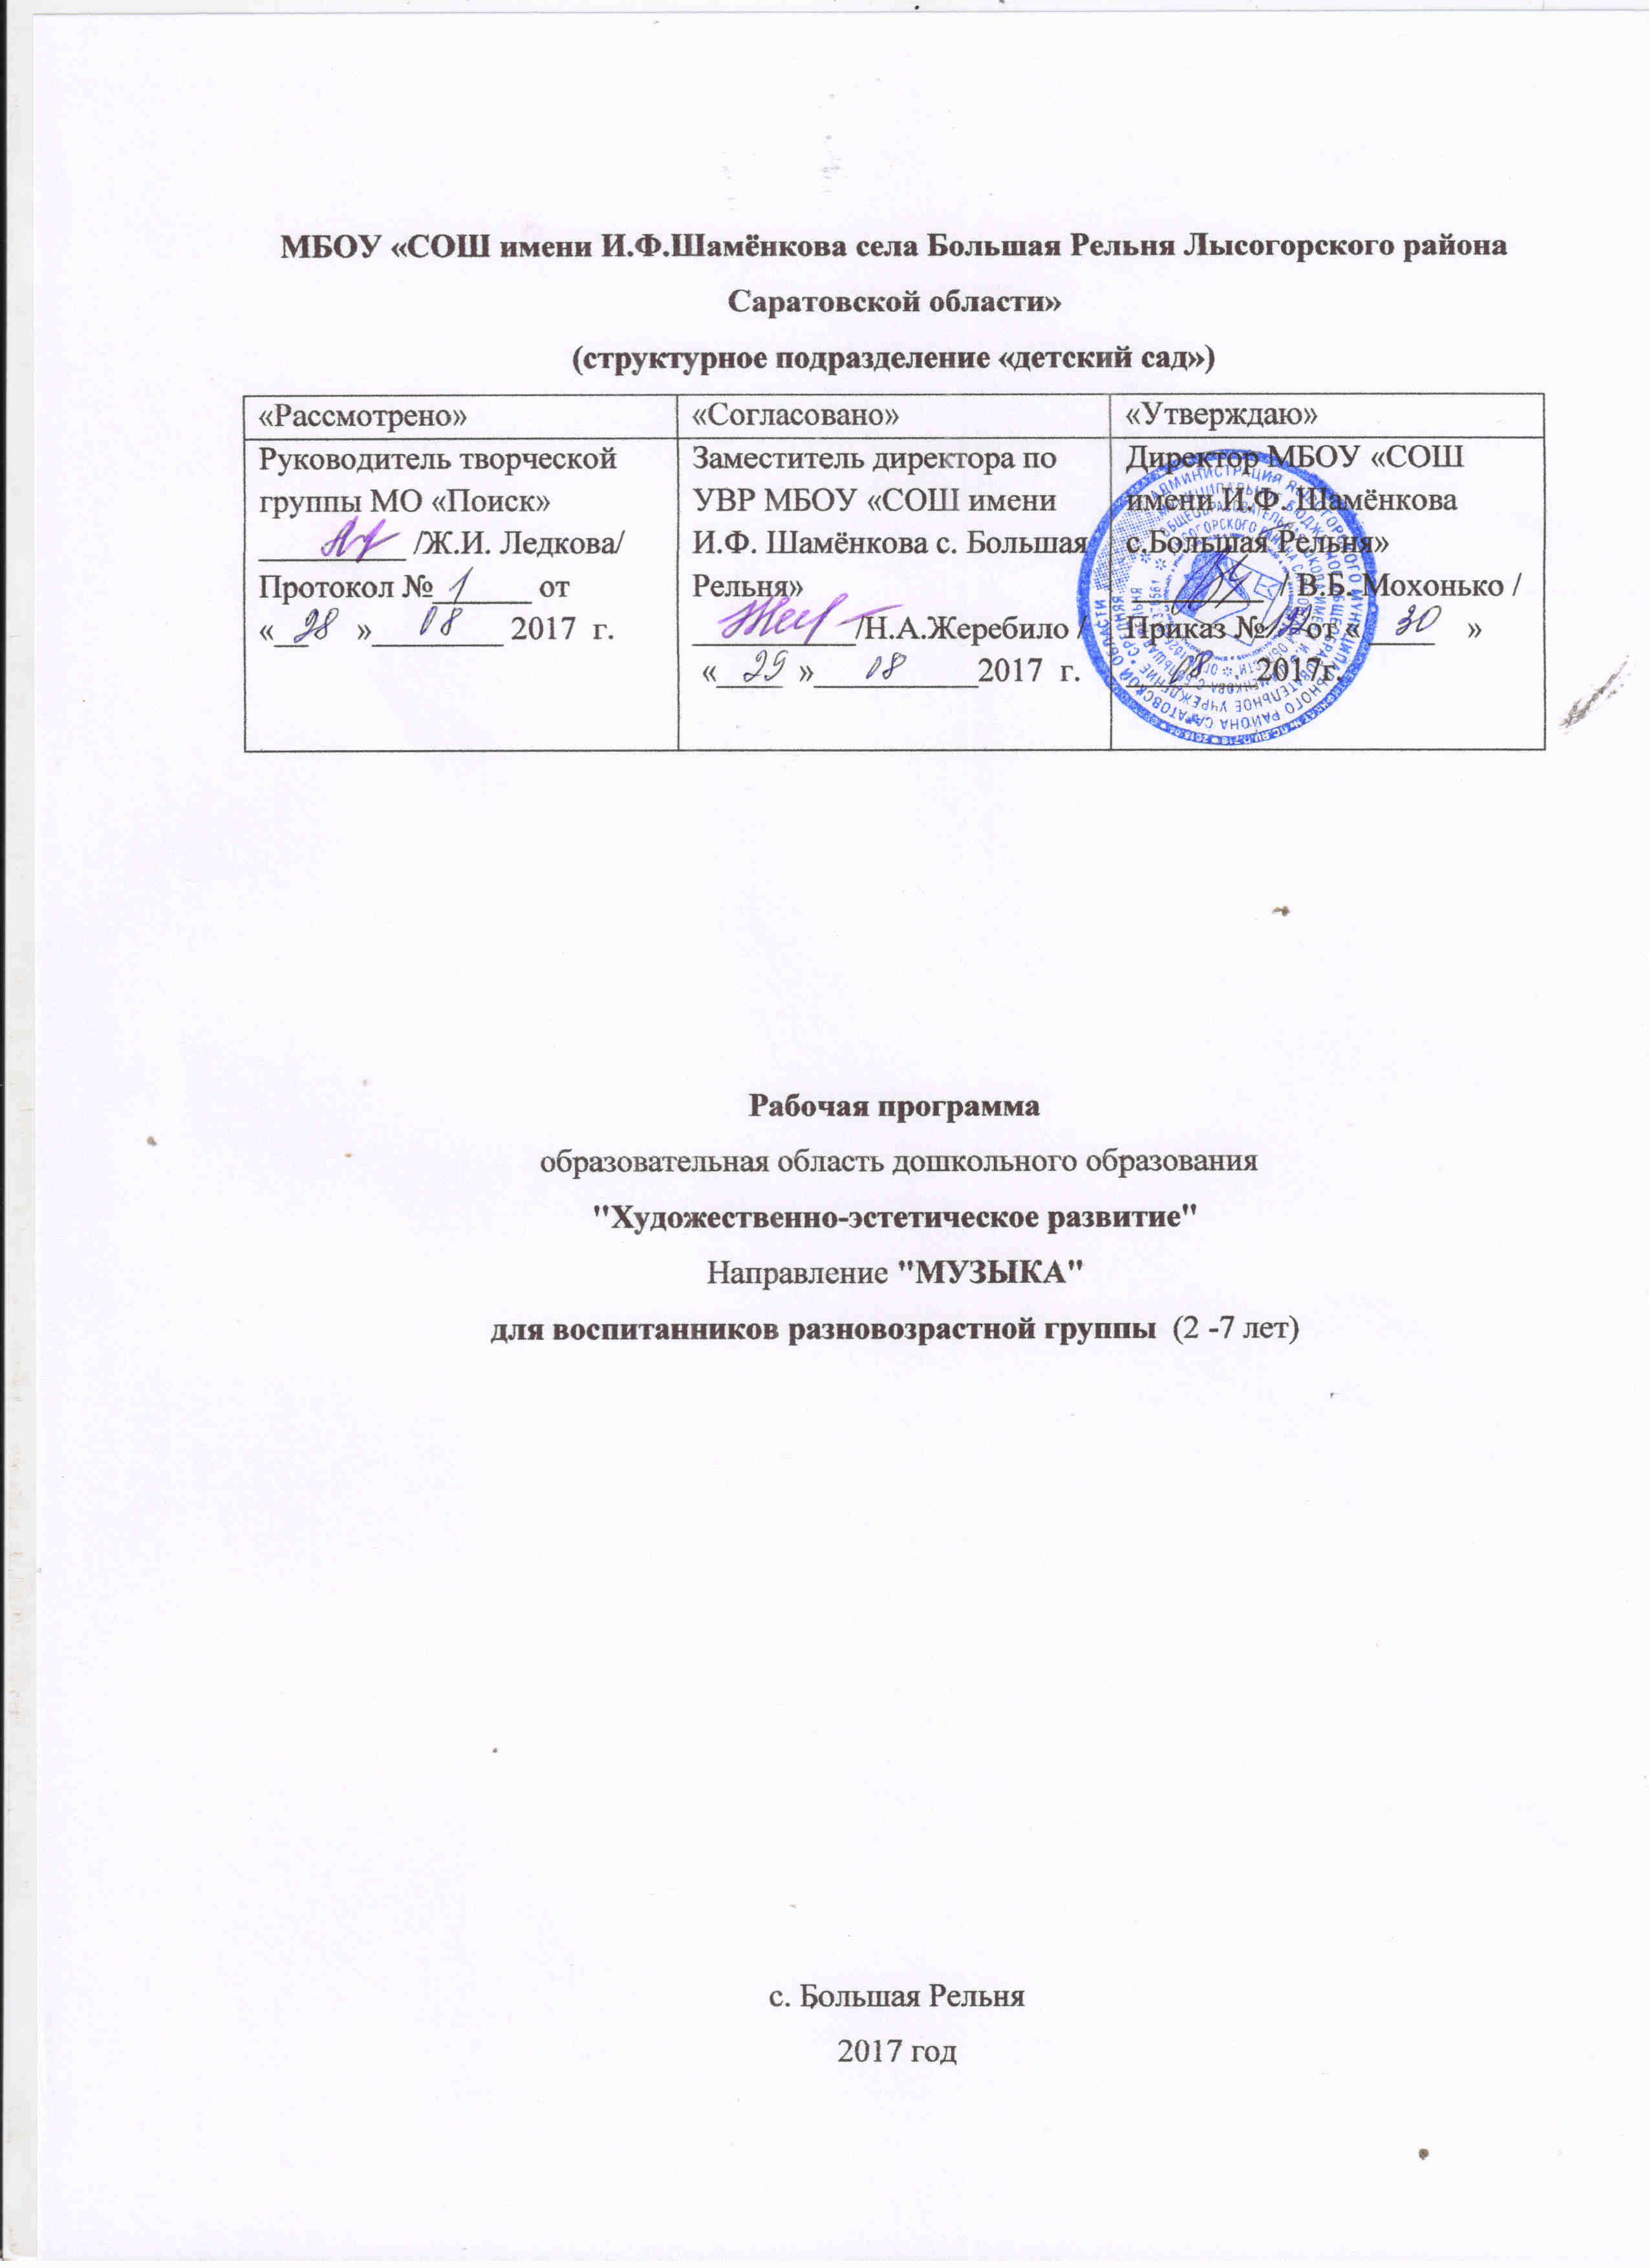 МБОУ «СОШ имени И.Ф.Шамёнкова села Большая Рельня Лысогорского района
Саратовской области»
(структурное подразделение «детский сад»)
«Рассмотрено»
Руководитель творческой
группы МО «Поиск»
____________ /Ж.И. Ледкова/
Протокол № 1 от
« 28 » 08 2017 г.
«Согласовано»
Заместитель директора по
УВР МБОУ «СОШ имени
И.Ф. Шамёнкова с. Большая
Рельня»
____________/Н.А.Жеребило /
« 29 » 08 2017 г.
«Утверждаю»
Директор МБОУ «СОШ
имени И.Ф. Шамёнкова
с.Большая Рельня»
____________ / В.Б. Мохонько /
Приказ № от « 30 »
08 2017г.
Рабочая программа
образовательная область дошкольного образования
"Художественно-эстетическое развитие"
Направление "МУЗЫКА"
для воспитанников разновозрастной группы (2 -7 лет)
с. Большая Рельня
2017 год